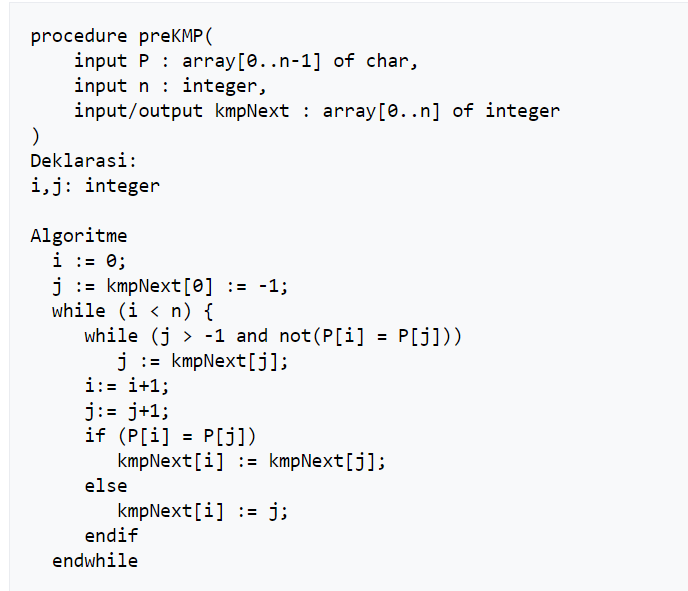 procedure preKMP(
    input P : array[0..n-1] of char,
    input n : integer,
    input/output kmpNext : array[0..n] of integer
)
Deklarasi:
i,j: integer

Algoritme
  i := 0;
  j := kmpNext[0] := -1;
  while (i < n) {
     while (j > -1 and not(P[i] = P[j]))
        j := kmpNext[j];
     i:= i+1;
     j:= j+1;
     if (P[i] = P[j])
        kmpNext[i] := kmpNext[j];
     else
        kmpNext[i] := j;
     endif
  endwhile